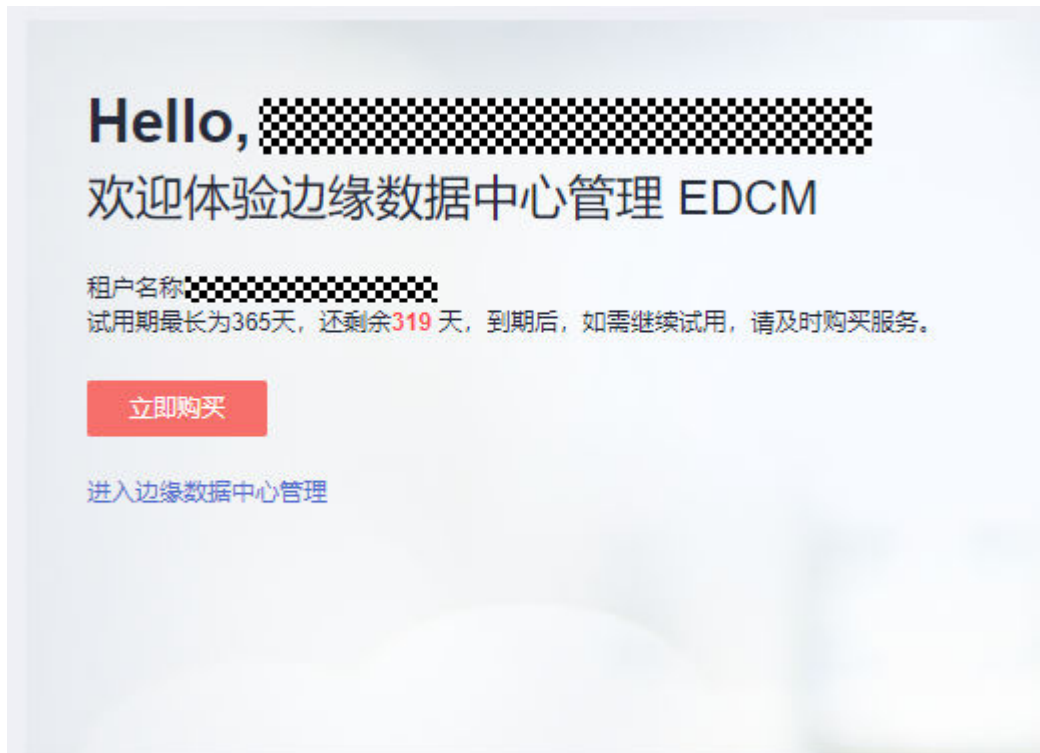 Hello,
欢迎体验边缘数据中心管理 EDCM
租户名称
试用期最长为365天，还剩余319 天，到期后，如需继续试用，请及时购买服务。
立即购买
进入边缘数据中心管理